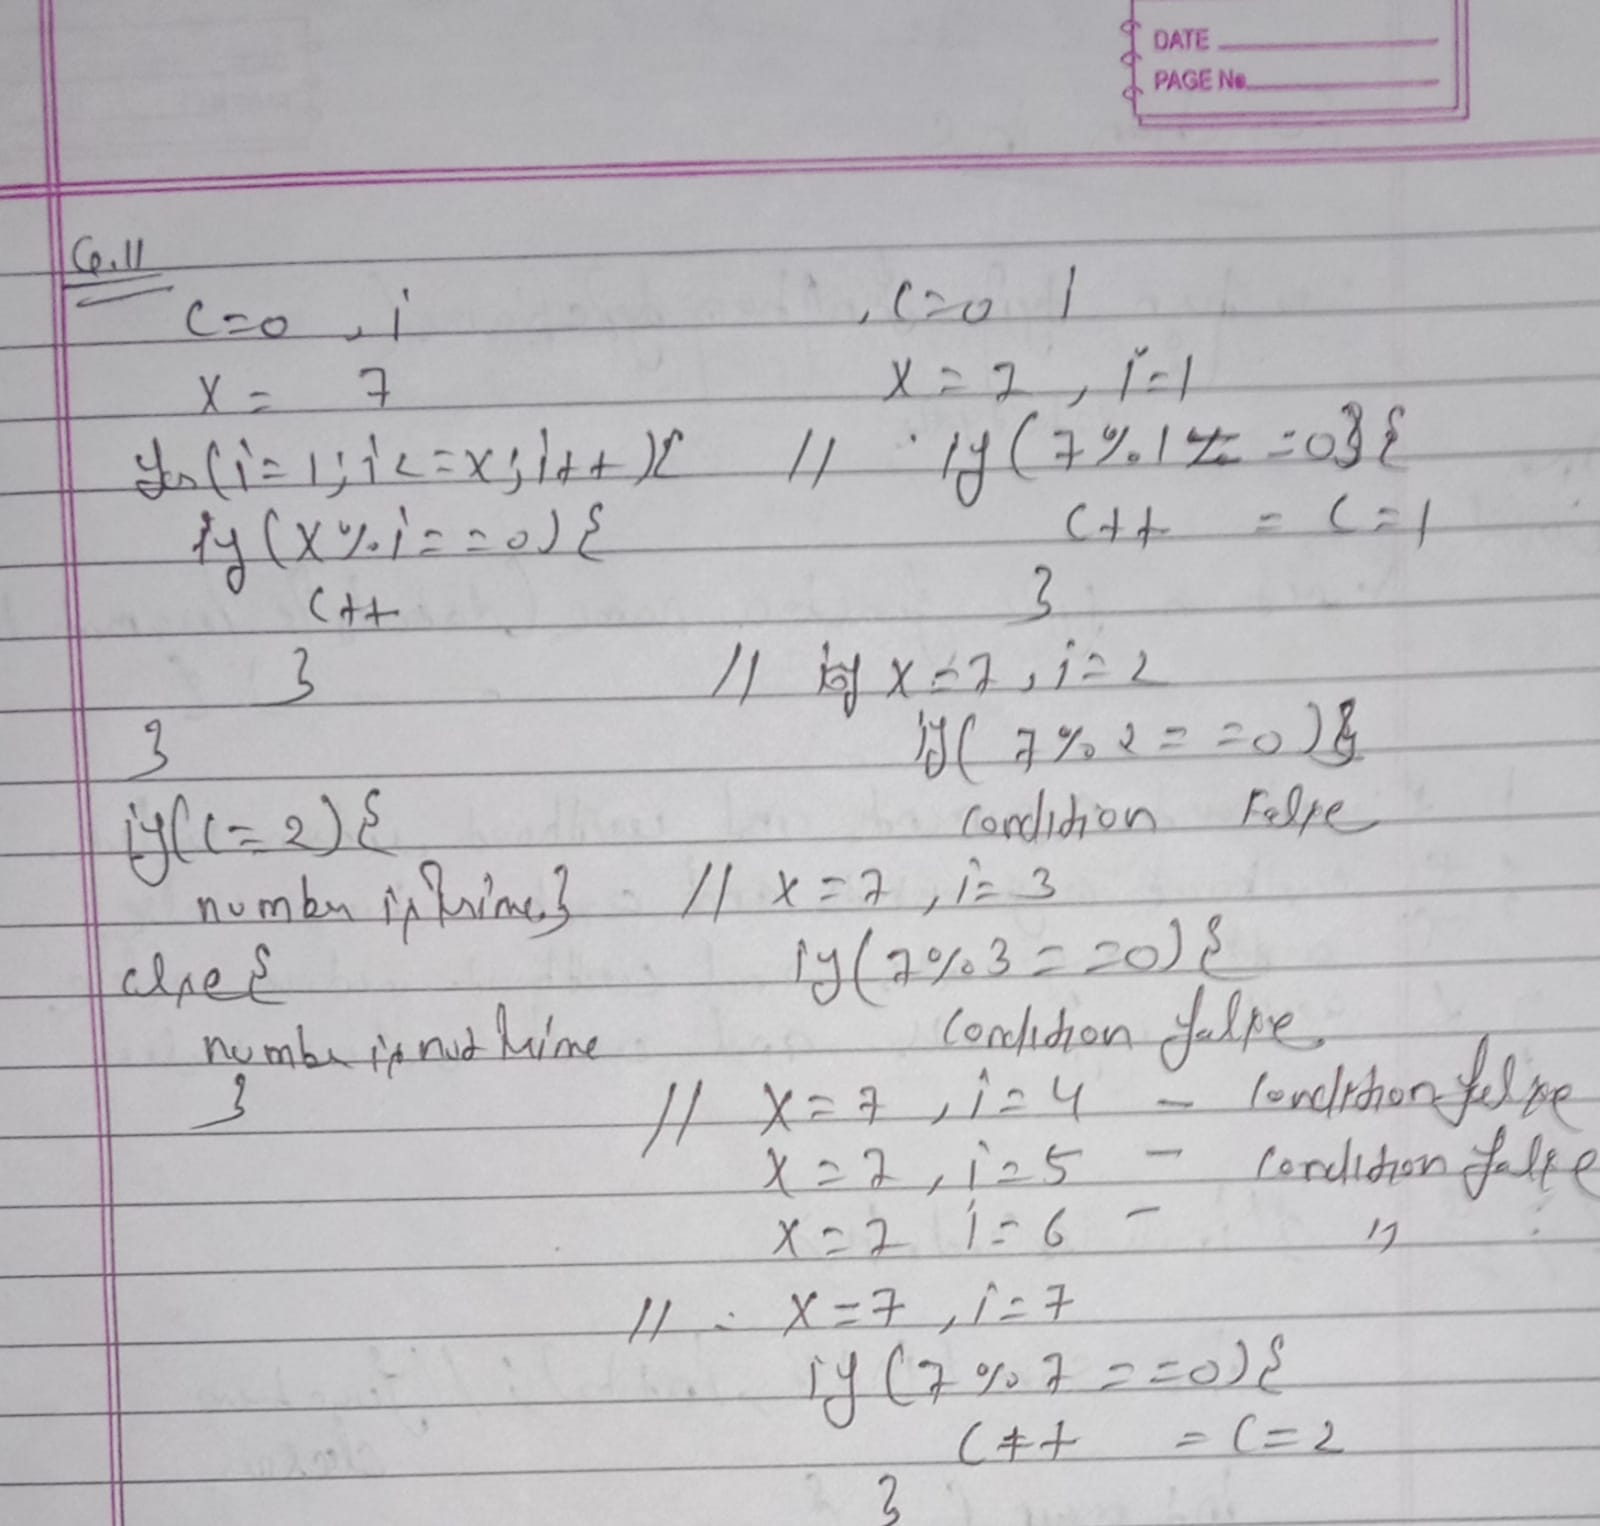 DATE
PAGE No.
Q.11
c=0 , i
x = 7
for(i=1; i<=x; i++){
if(x%i==0){
c++
}
}
if(c=2){
number is Prime}
else{
number is not Prime
}
, c=0
x=7 , i=1
// if(7%1 ==0){
c++ = c=1
}
// x=7, i=2
if(7%2==0){
condition False
// x=7, i=3
if(7%3==0){
condition false
// x=7, i=4 - condition false
x=7, i=5 - condition false
x=7 i=6 - "
// x=7, i=7
if(7%7==0){
c++ = c=2
}